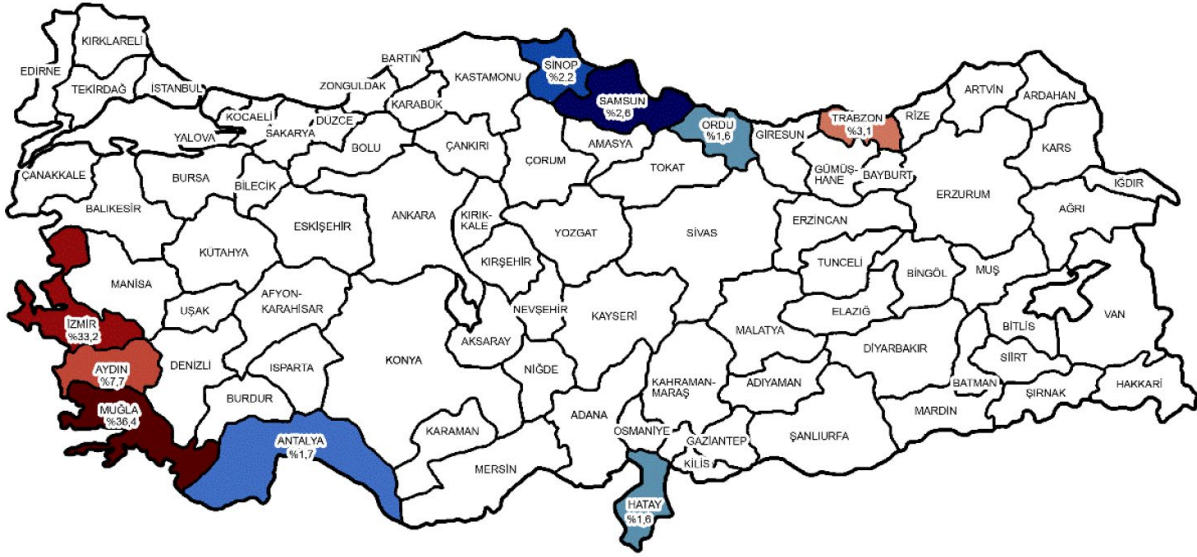 KIRKLARELİ
EDİRNE
TEKİRDAĞ
İSTANBUL
KOCAELİ
YALOVA
SAKARYA
DÜZCE
ZONGULDAK
BARTIN
KARABÜK
KASTAMONU
SİNOP
%2,2
SAMSUN
%2,6
ORDU
%1,6
GİRESUN
TRABZON
%3,1
RİZE
ARTVİN
ARDAHAN
KARS
IĞDIR
AĞRI
ERZURUM
BAYBURT
GÜMÜŞ-
HANE
ÇANAKKALE
BURSA
BİLECİK
BOLU
ÇANKIRI
ÇORUM
AMASYA
TOKAT
BALIKESİR
KÜTAHYA
ESKİŞEHİR
ANKARA
KIRIK-
KALE
YOZGAT
SİVAS
ERZİNCAN
TUNCELİ
BİNGÖL
MUŞ
MANİSA
UŞAK
AFYON-
KARAHİSAR
KIRŞEHİR
NEVŞEHİR
KAYSERİ
MALATYA
ELAZIĞ
BİTLİS
VAN
İZMİR
%33,2
AYDIN
%7,7
DENİZLİ
ISPARTA
KONYA
AKSARAY
NİĞDE
KAHRAMAN-
MARAŞ
ADIYAMAN
DİYARBAKIR
BATMAN
SİİRT
ŞIRNAK
HAKKARİ
MUĞLA
%36,4
BURDUR
ANTALYA
%1,7
KARAMAN
MERSİN
ADANA
OSMANİYE
GAZİANTEP
KİLİS
ŞANLIURFA
MARDİN
HATAY
%1,6